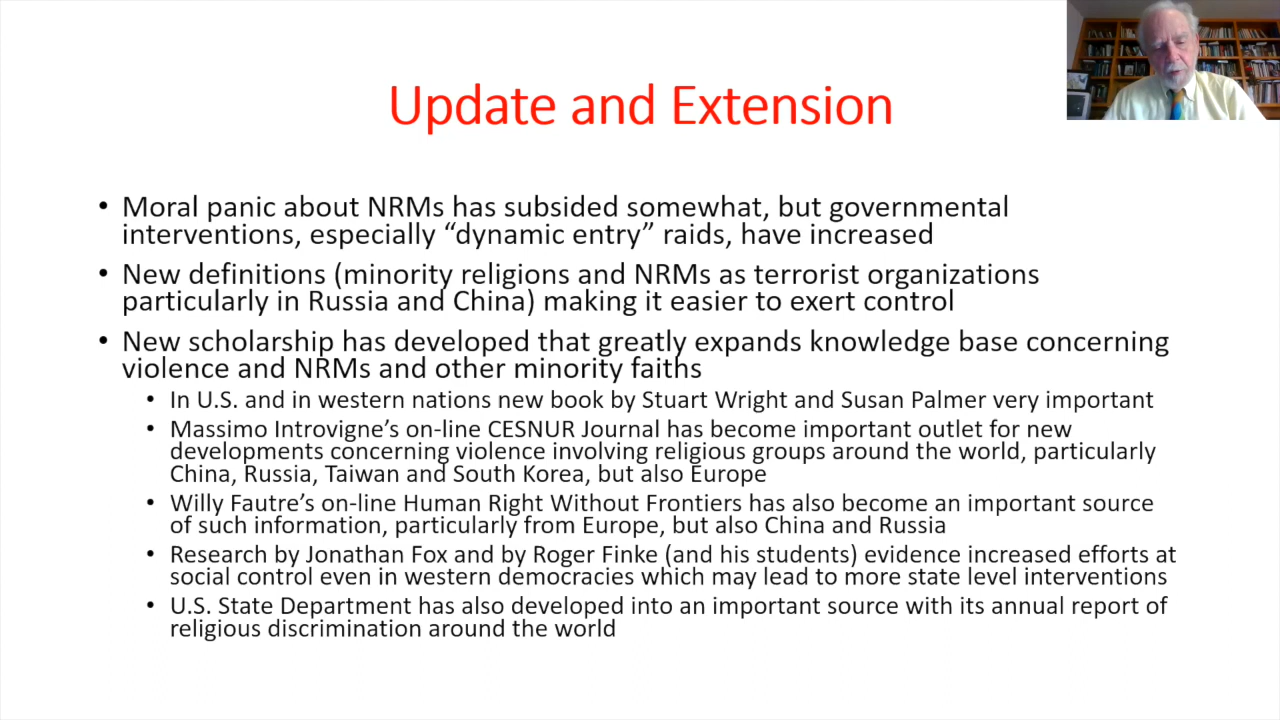 Update and Extension
• Moral panic about NRMs has subsided somewhat, but governmental
interventions, especially “dynamic entry” raids, have increased
• New definitions (minority religions and NRMs as terrorist organizations
particularly in Russia and China) making it easier to exert control
• New scholarship has developed that greatly expands knowledge base concerning
violence and NRMs and other minority faiths
• In U.S. and in western nations new book by Stuart Wright and Susan Palmer very important
• Massimo Introvigne’s on-line CESNUR Journal has become important outlet for new
developments concerning violence involving religious groups around the world, particularly
China, Russia, Taiwan and South Korea, but also Europe
• Willy Fautre’s on-line Human Right Without Frontiers has also become an important source
of such information, particularly from Europe, but also China and Russia
• Research by Jonathan Fox and by Roger Finke (and his students) evidence increased efforts at
social control even in western democracies which may lead to more state level interventions
• U.S. State Department has also developed into an important source with its annual report of
religious discrimination around the world